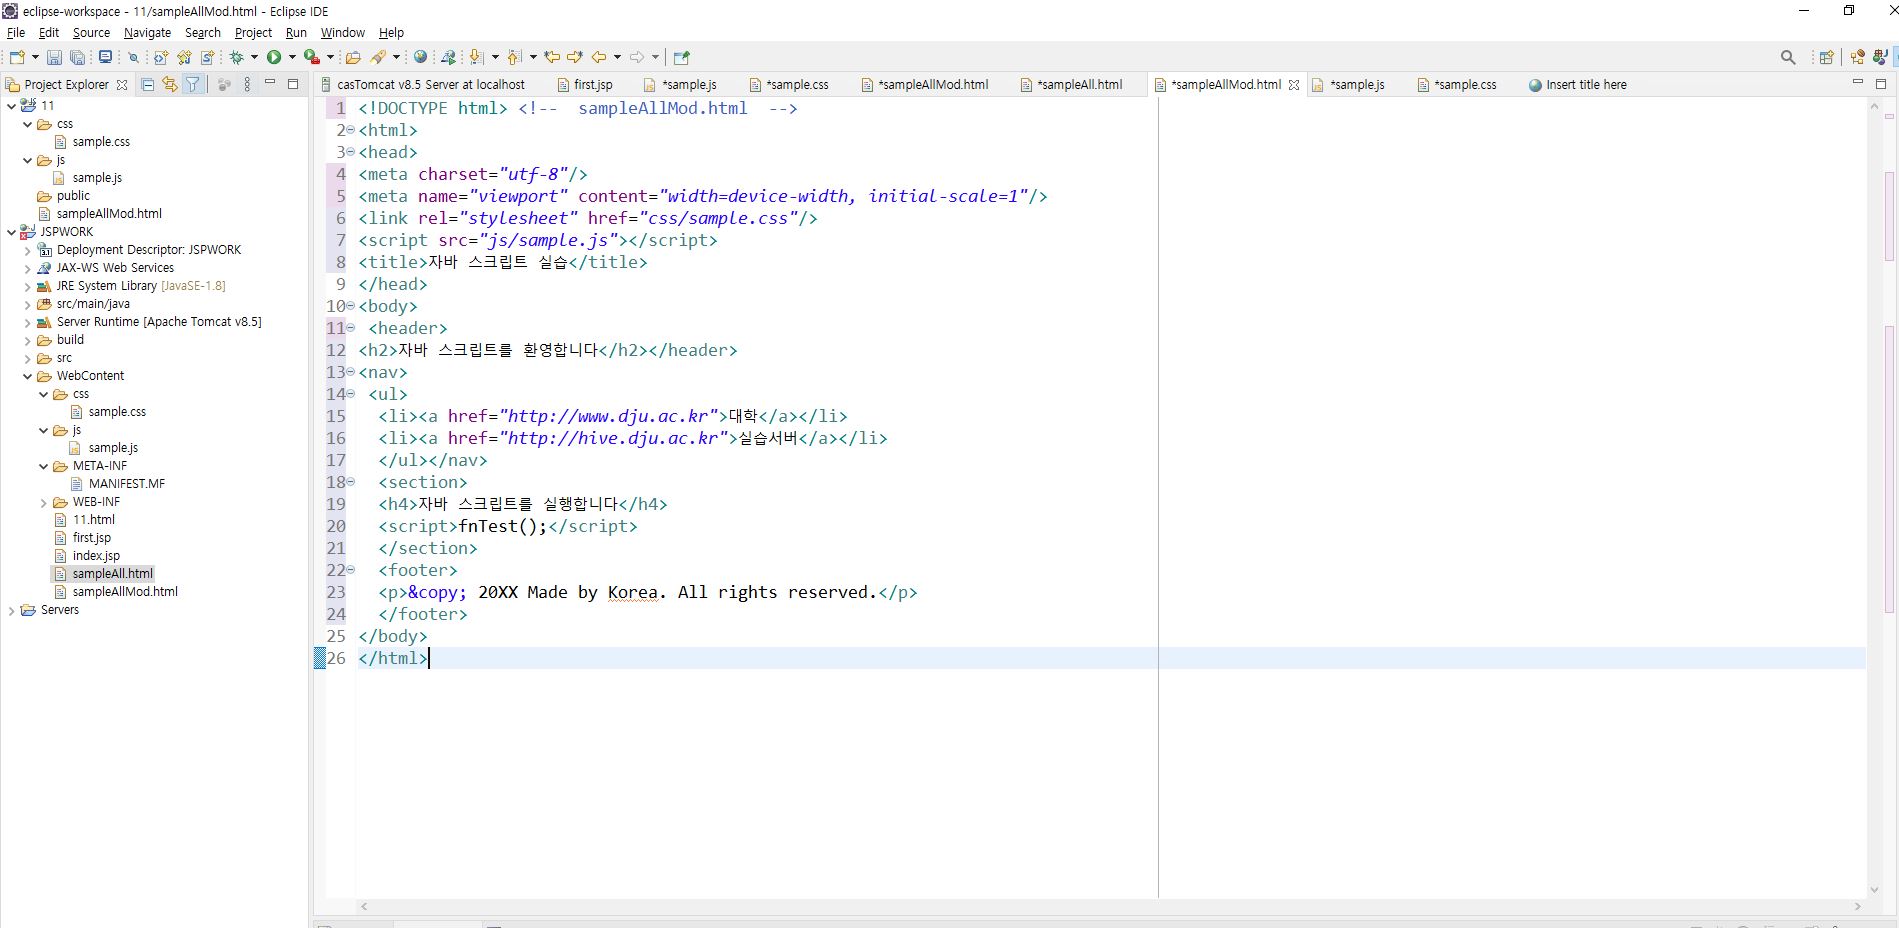 eclipse-workspace - 11/sampleAllMod.html - Eclipse IDE
File Edit Source Navigate Search Project Run Window Help
Project Explorer
casTomcat v8.5 Server at localhost first.jsp *sample.js *sample.css *sampleAllMod.html *sampleAll.html *sampleAllMod.html *sample.js *sample.css Insert title here
11
css
sample.css
js
sample.js
public
sampleAllMod.html
JSPWORK
Deployment Descriptor: JSPWORK
JAX-WS Web Services
JRE System Library [JavaSE-1.8]
src/main/java
Server Runtime [Apache Tomcat v8.5]
build
src
WebContent
css
sample.css
js
sample.js
META-INF
MANIFEST.MF
WEB-INF
11.html
first.jsp
index.jsp
sampleAll.html
sampleAllMod.html
Servers
1 <!DOCTYPE html> <!--  sampleAllMod.html  -->
2 <html>
3 <head>
4 <meta charset="utf-8"/>
5 <meta name="viewport" content="width=device-width, initial-scale=1"/>
6 <link rel="stylesheet" href="css/sample.css"/>
7 <script src="js/sample.js"></script>
8 <title>자바 스크립트 실습</title>
9 </head>
10 <body>
11 <header>
12 <h2>자바 스크립트를 환영합니다</h2></header>
13 <nav>
14 <ul>
15 <li><a href="http://www.dju.ac.kr">대학</a></li>
16 <li><a href="http://hive.dju.ac.kr">실습서버</a></li>
17 </ul></nav>
18 <section>
19 <h4>자바 스크립트를 실행합니다</h4>
20 <script>fnTest();</script>
21 </section>
22 <footer>
23 <p>&copy; 20XX Made by Korea. All rights reserved.</p>
24 </footer>
25 </body>
26 </html>